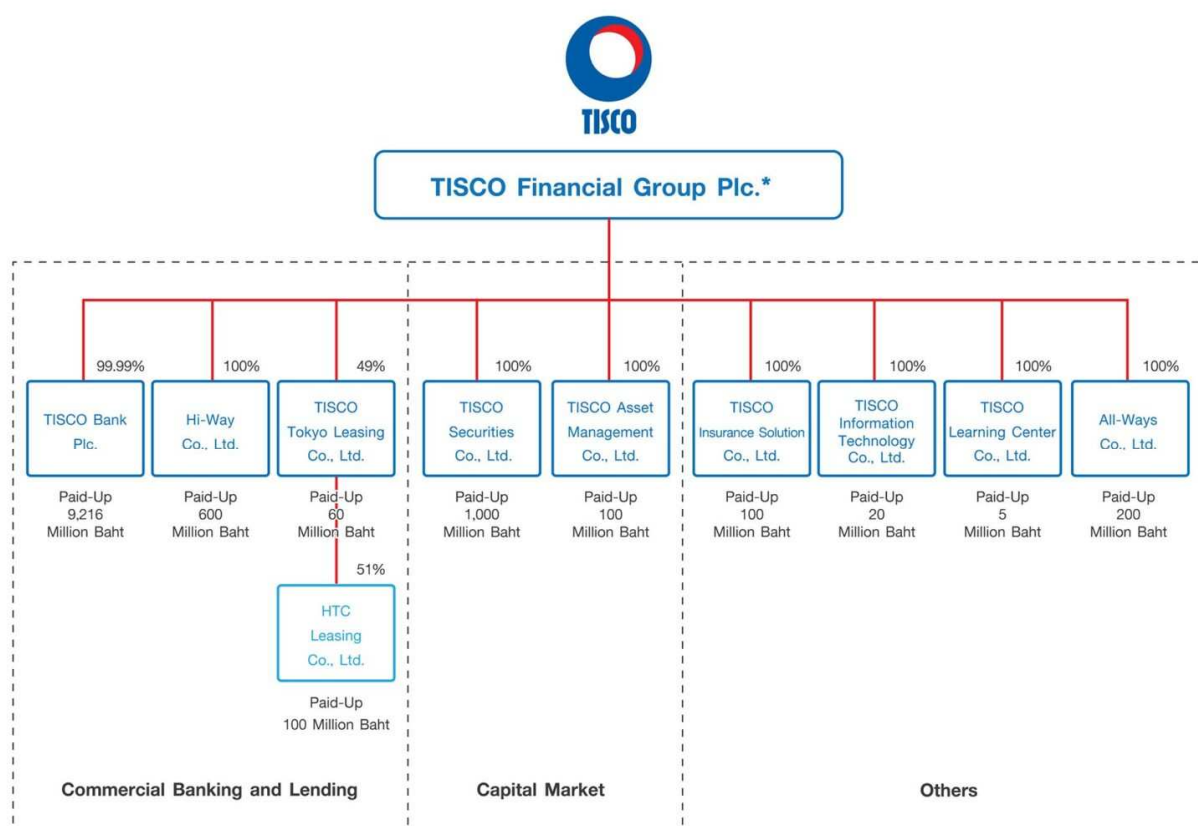 TISCO
TISCO Financial Group Plc.*
99.99%
TISCO Bank
Plc.
Paid-Up
9,216
Million Baht
100%
Hi-Way
Co., Ltd.
Paid-Up
600
Million Baht
49%
TISCO
Tokyo Leasing
Co., Ltd.
Paid-Up
60
Million Baht
51%
HTC
Leasing
Co., Ltd.
Paid-Up
100 Million Baht
Commercial Banking and Lending
100%
TISCO
Securities
Co., Ltd.
Paid-Up
1,000
Million Baht
100%
TISCO Asset
Management
Co., Ltd.
Paid-Up
100
Million Baht
Capital Market
100%
TISCO
Insurance Solution
Co., Ltd.
Paid-Up
100
Million Baht
100%
TISCO
Information
Technology
Co., Ltd.
Paid-Up
20
Million Baht
100%
TISCO
Learning Center
Co., Ltd.
Paid-Up
5
Million Baht
100%
All-Ways
Co., Ltd.
Paid-Up
200
Million Baht
Others